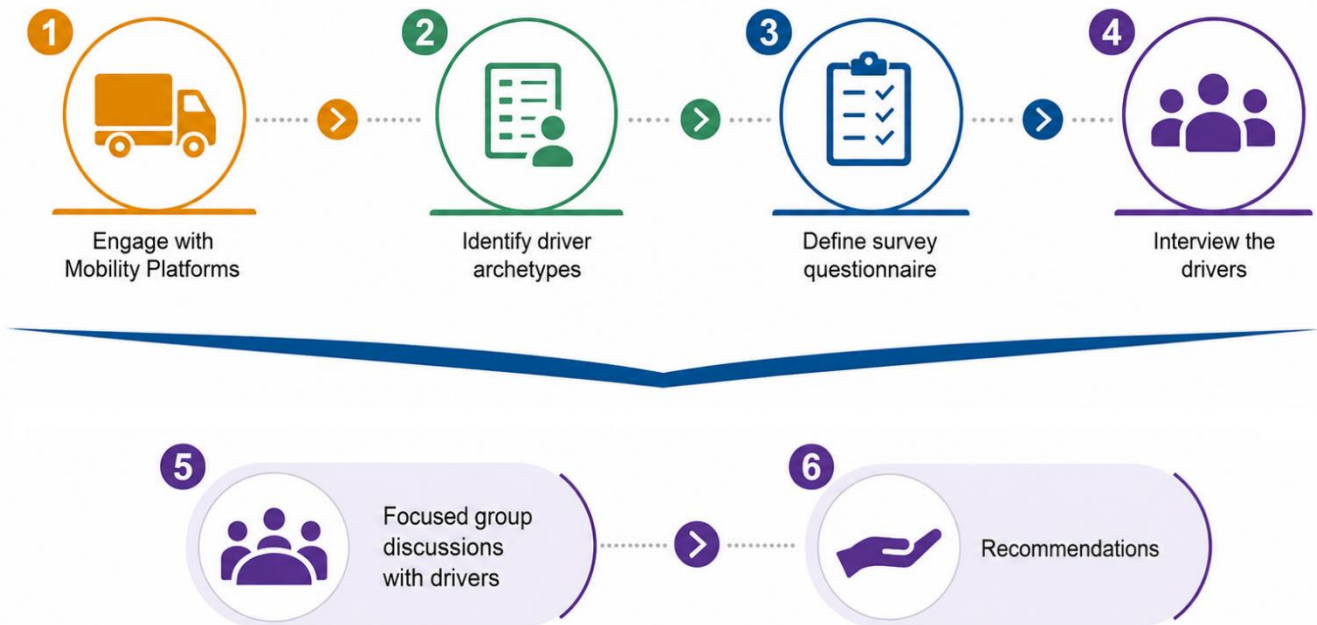 1
2
3
4
Engage with
Mobility Platforms
Identify driver
archetypes
Define survey
questionnaire
Interview the
drivers
5
Focused group
discussions
with drivers
6
Recommendations